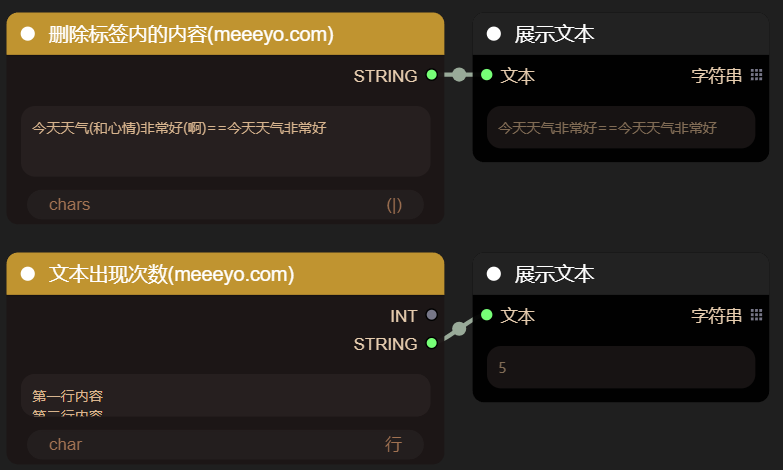 删除标签内的内容(meeeyo.com)
展示文本
STRING
文本
字符串
今天天气(和心情)非常好(啊)==今天天气非常好
今天天气非常好==今天天气非常好
chars
(|)
文本出现次数(meeeyo.com)
展示文本
INT
文本
字符串
STRING
第一行内容
第二行内容
5
char
行